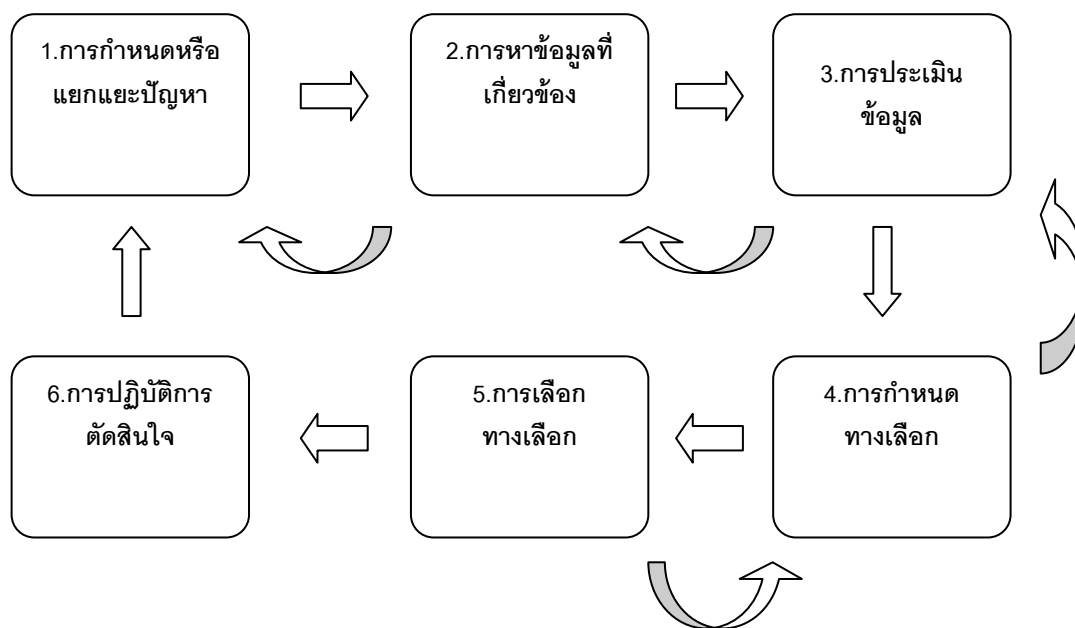 1.การกำหนดหรือ
แยกแยะปัญหา
2.การหาข้อมูลที่
เกี่ยวข้อง
3.การประเมิน
ข้อมูล
6.การปฏิบัติการ
ตัดสินใจ
5.การเลือก
ทางเลือก
4.การกำหนด
ทางเลือก